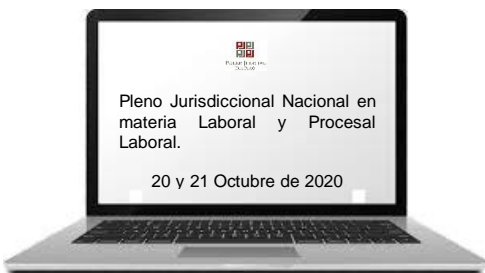 Pleno Jurisdiccional Nacional en
materia Laboral y Procesal
Laboral.
20 y 21 Octubre de 2020